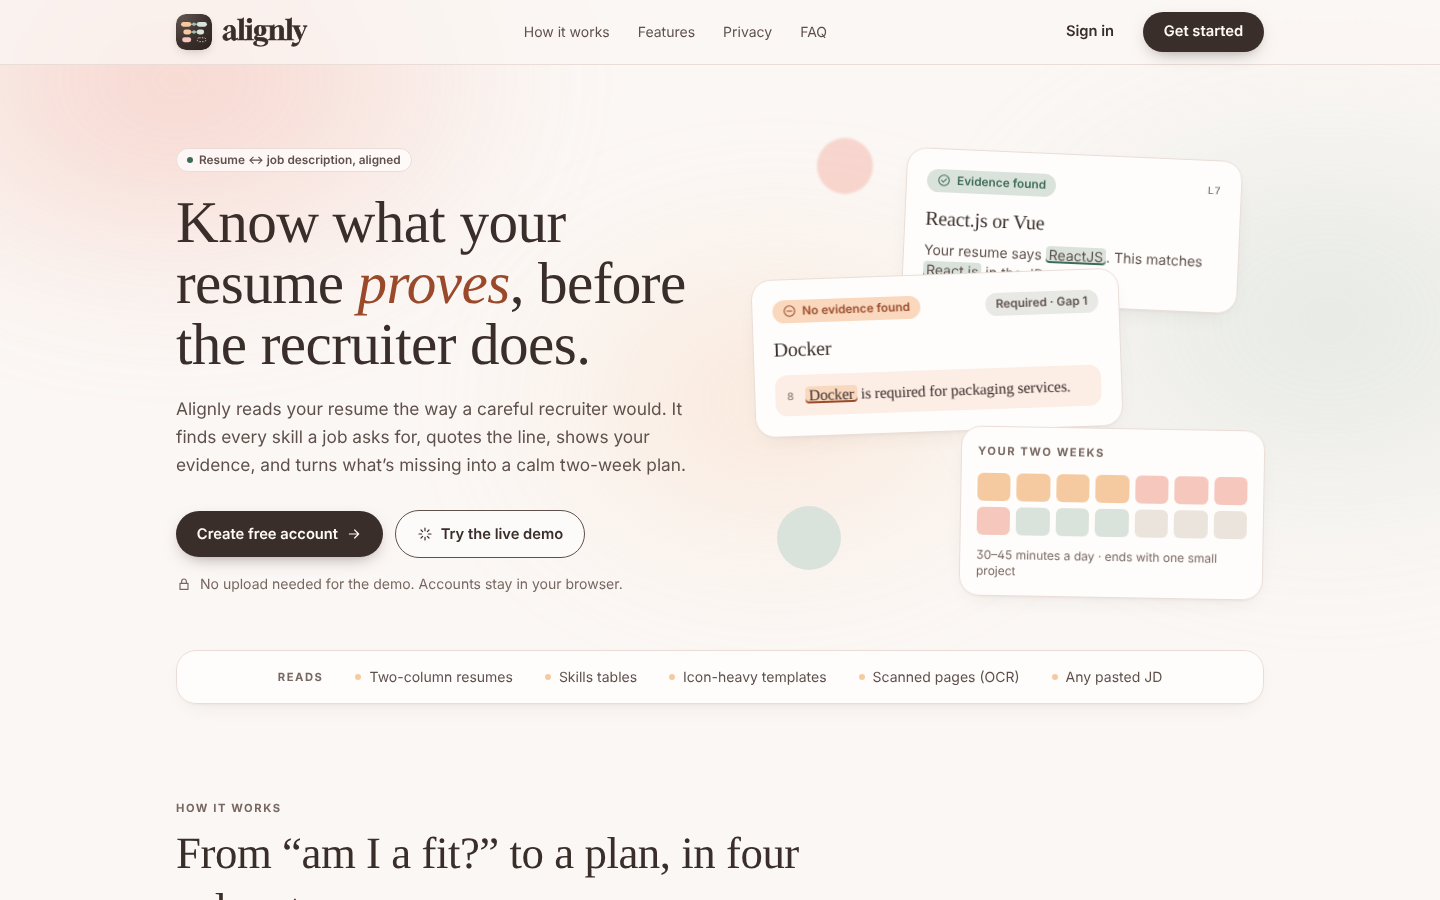 alignly
How it works
Features
Privacy
FAQ
Sign in
Get started
Resume ↔ job description, aligned
Know what your
resume proves, before
the recruiter does.
Alignly reads your resume the way a careful recruiter would. It
finds every skill a job asks for, quotes the line, shows your
evidence, and turns what’s missing into a calm two-week plan.
Create free account →
Try the live demo
No upload needed for the demo. Accounts stay in your browser.
Evidence found
L7
React.js or Vue
Your resume says ReactJS. This matches
React.js in the JD
No evidence found
Required · Gap 1
Docker
8 Docker is required for packaging services.
YOUR TWO WEEKS
30–45 minutes a day · ends with one small
project
READS
Two-column resumes
Skills tables
Icon-heavy templates
Scanned pages (OCR)
Any pasted JD
HOW IT WORKS
From “am I a fit?” to a plan, in four